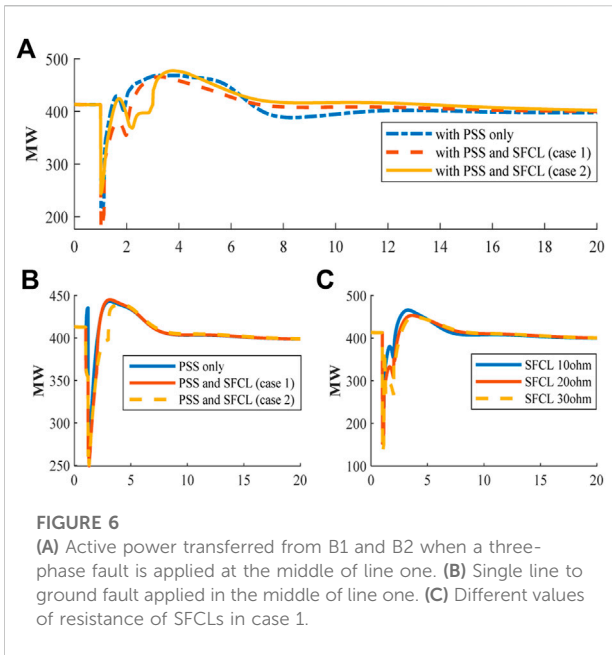 A
500
400
300
200
MW
0 2 4 6 8 10 12 14 16 18 20
with PSS only
with PSS and SFCL (case 1)
with PSS and SFCL (case 2)
B
450
400
350
300
250
MW
0 5 10 15 20
PSS only
PSS and SFCL (case 1)
PSS and SFCL (case 2)
C
500
400
300
200
100
MW
0 5 10 15 20
SFCL 10ohm
SFCL 20ohm
SFCL 30ohm
FIGURE 6
(A) Active power transferred from B1 and B2 when a three-
phase fault is applied at the middle of line one. (B) Single line to
ground fault applied in the middle of line one. (C) Different values
of resistance of SFCLs in case 1.